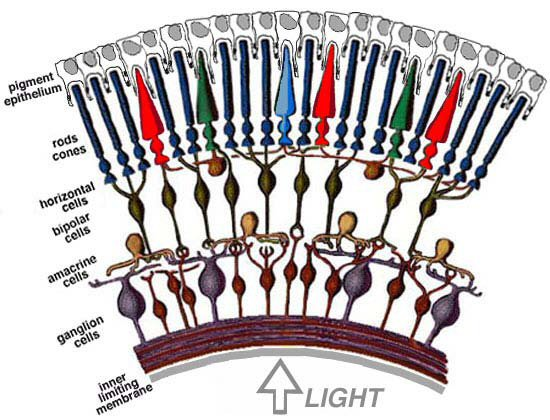 pigment
epithelium
rods
cones
horizontal
cells
bipolar
cells
amacrine
cells
ganglion
cells
inner
limiting
membrane
LIGHT